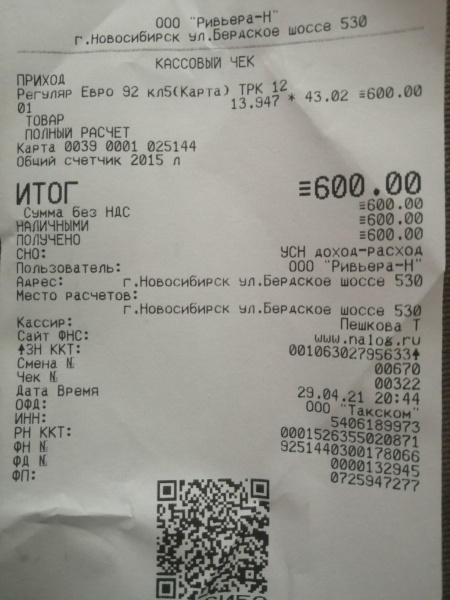 ООО "Ривьера-Н"
г.Новосибирск ул.Бердское шоссе 530
КАССОВЫЙ ЧЕК
ПРИХОД
Регуляр Евро 92 кл5(Карта) ТРК 12
01 13.947 * 43.02 ≡600.00
ТОВАР
ПОЛНЫЙ РАСЧЕТ
Карта 0039 0001 025144
Общий счетчик 2015 л
ИТОГ ≡600.00
Сумма без НДС ≡600.00
НАЛИЧНЫМИ ≡600.00
ПОЛУЧЕНО ≡600.00
СНО: УСН доход-расход
Пользователь: ООО "Ривьера-Н"
Адрес: г.Новосибирск ул.Бердское шоссе 530
Место расчетов:
г.Новосибирск ул.Бердское шоссе 530
Кассир: Пешкова Т
Сайт ФНС: www.nalog.ru
↑ЗН ККТ: 00106302795633↑
Смена № 00670
Чек № 00322
Дата Время 29.04.21 20:44
ОФД: ООО "Такском"
ИНН: 5406189973
РН ККТ: 0001526355020871
ФН № 9251440300178066
ФД № 0000132945
ФП: 0725947277